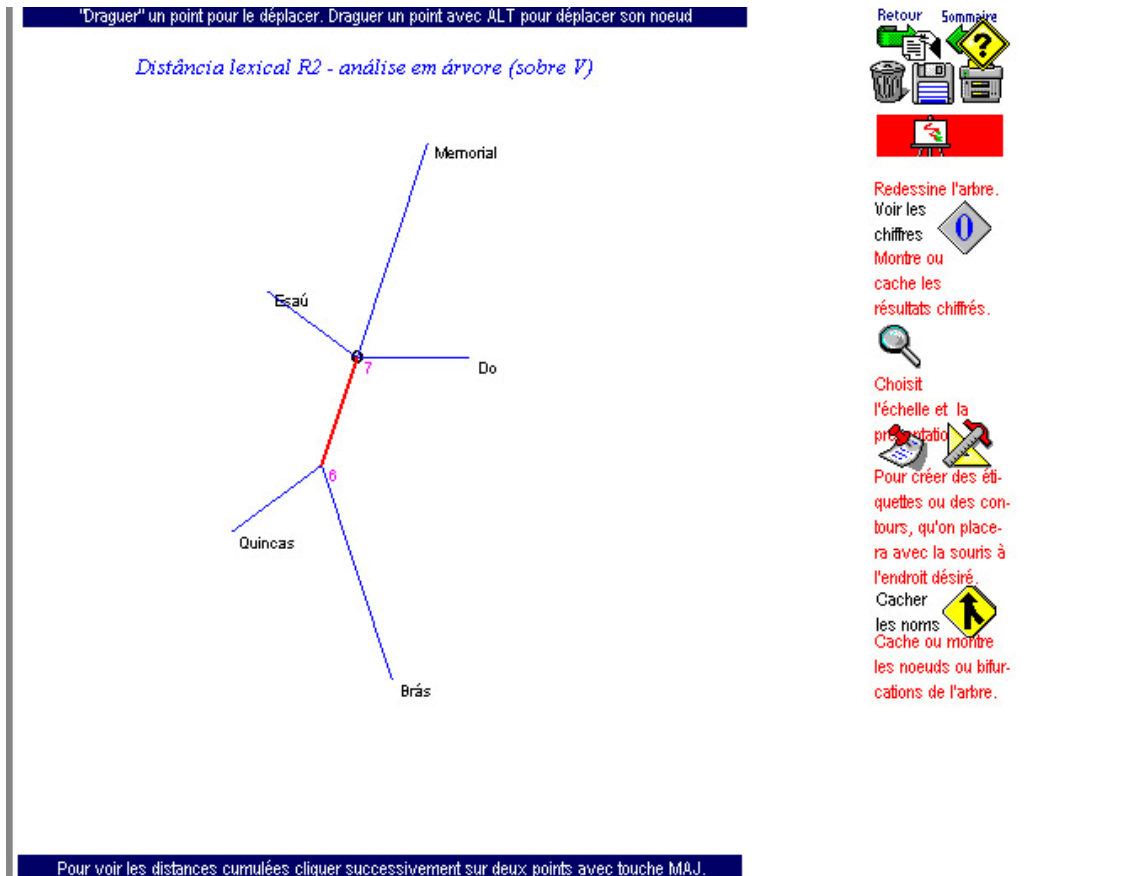 "Draguer" un point pour le déplacer. Draguer un point avec ALT pour déplacer son noeud
Retour Sommaire
Distância lexical R2 - análise em árvore (sobre V)
Memorial
Esaú
7
Do
6
Quincas
Brás
Redessine l'arbre.
Voir les
chiffres
0
Montre ou
cache les
résultats chiffrés.
Choisit
l'échelle et la
Pour créer des éti-
quettes ou des con-
tours, qu'on place-
ra avec la souris à
l'endroit désiré.
Cacher
les noms
Cache ou montre
les noeuds ou bifur-
cations de l'arbre.
Pour voir les distances cumulées cliquer successivement sur deux points avec touche MAJ.